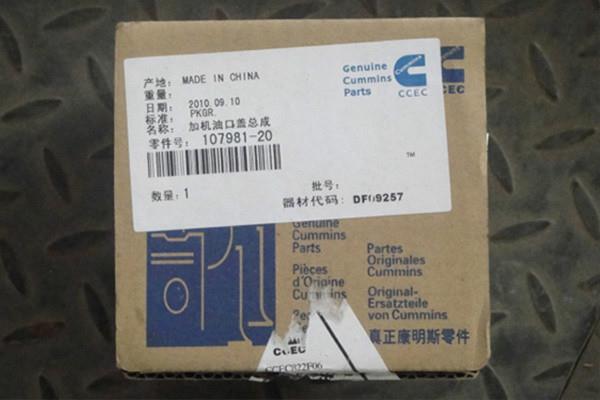 产地: MADE IN CHINA
重量:
日期: 2010.09.10
标准: PKGR.
名称: 加机油口盖总成
零件号: 107981-20
数量: 1
批号:
器材代码:
Genuine
Cummins
Parts
Cummins
CCEC
TM
CEC
Genuine
Cummins
Parts
Pièces
d'Origine
Cummins
Partes
Originales
Cummins
Original-
Ersatzteile
von Cummins
真正康明斯零件
CCEC